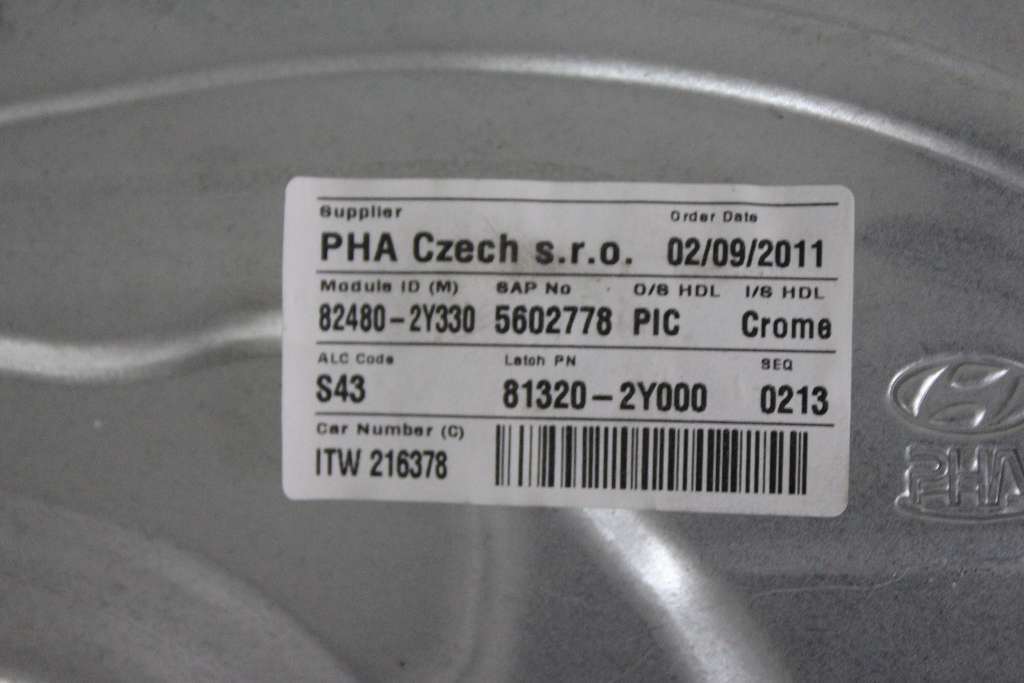 Supplier Order Date
PHA Czech s.r.o. 02/09/2011
Module ID (M) SAP No O/S HDL I/S HDL
82480-2Y330 5602778 PIC Crome
ALC Code Latch PN SEQ
S43 81320-2Y000 0213
Car Number (C)
ITW 216378
PHA